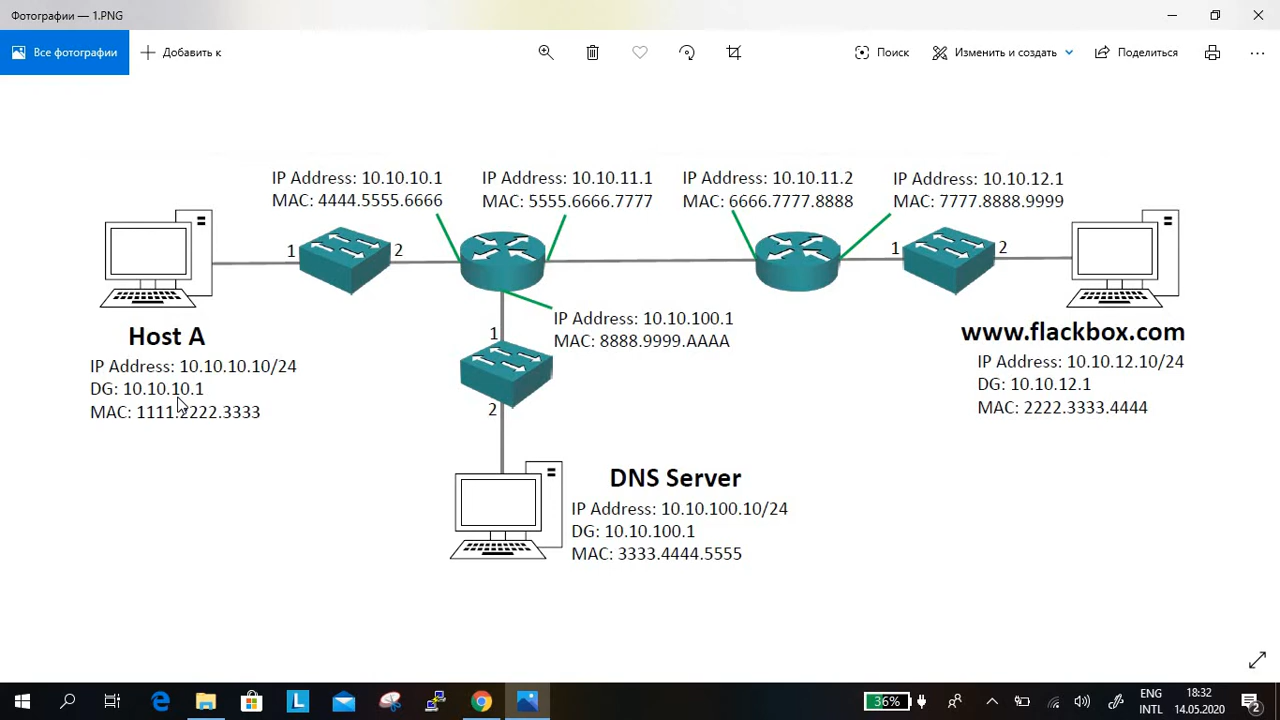 Фотографии — 1.PNG
Все фотографии
Добавить к
Поиск
Изменить и создать
Поделиться
IP Address: 10.10.10.1
MAC: 4444.5555.6666
IP Address: 10.10.11.1
MAC: 5555.6666.7777
IP Address: 10.10.11.2
MAC: 6666.7777.8888
IP Address: 10.10.12.1
MAC: 7777.8888.9999
1
2
1
2
Host A
IP Address: 10.10.10.10/24
DG: 10.10.10.1
MAC: 1111.2222.3333
IP Address: 10.10.100.1
MAC: 8888.9999.AAAA
www.flackbox.com
IP Address: 10.10.12.10/24
DG: 10.10.12.1
MAC: 2222.3333.4444
1
2
DNS Server
IP Address: 10.10.100.10/24
DG: 10.10.100.1
MAC: 3333.4444.5555
L
36%
ENG
INTL
18:32
14.05.2020
2